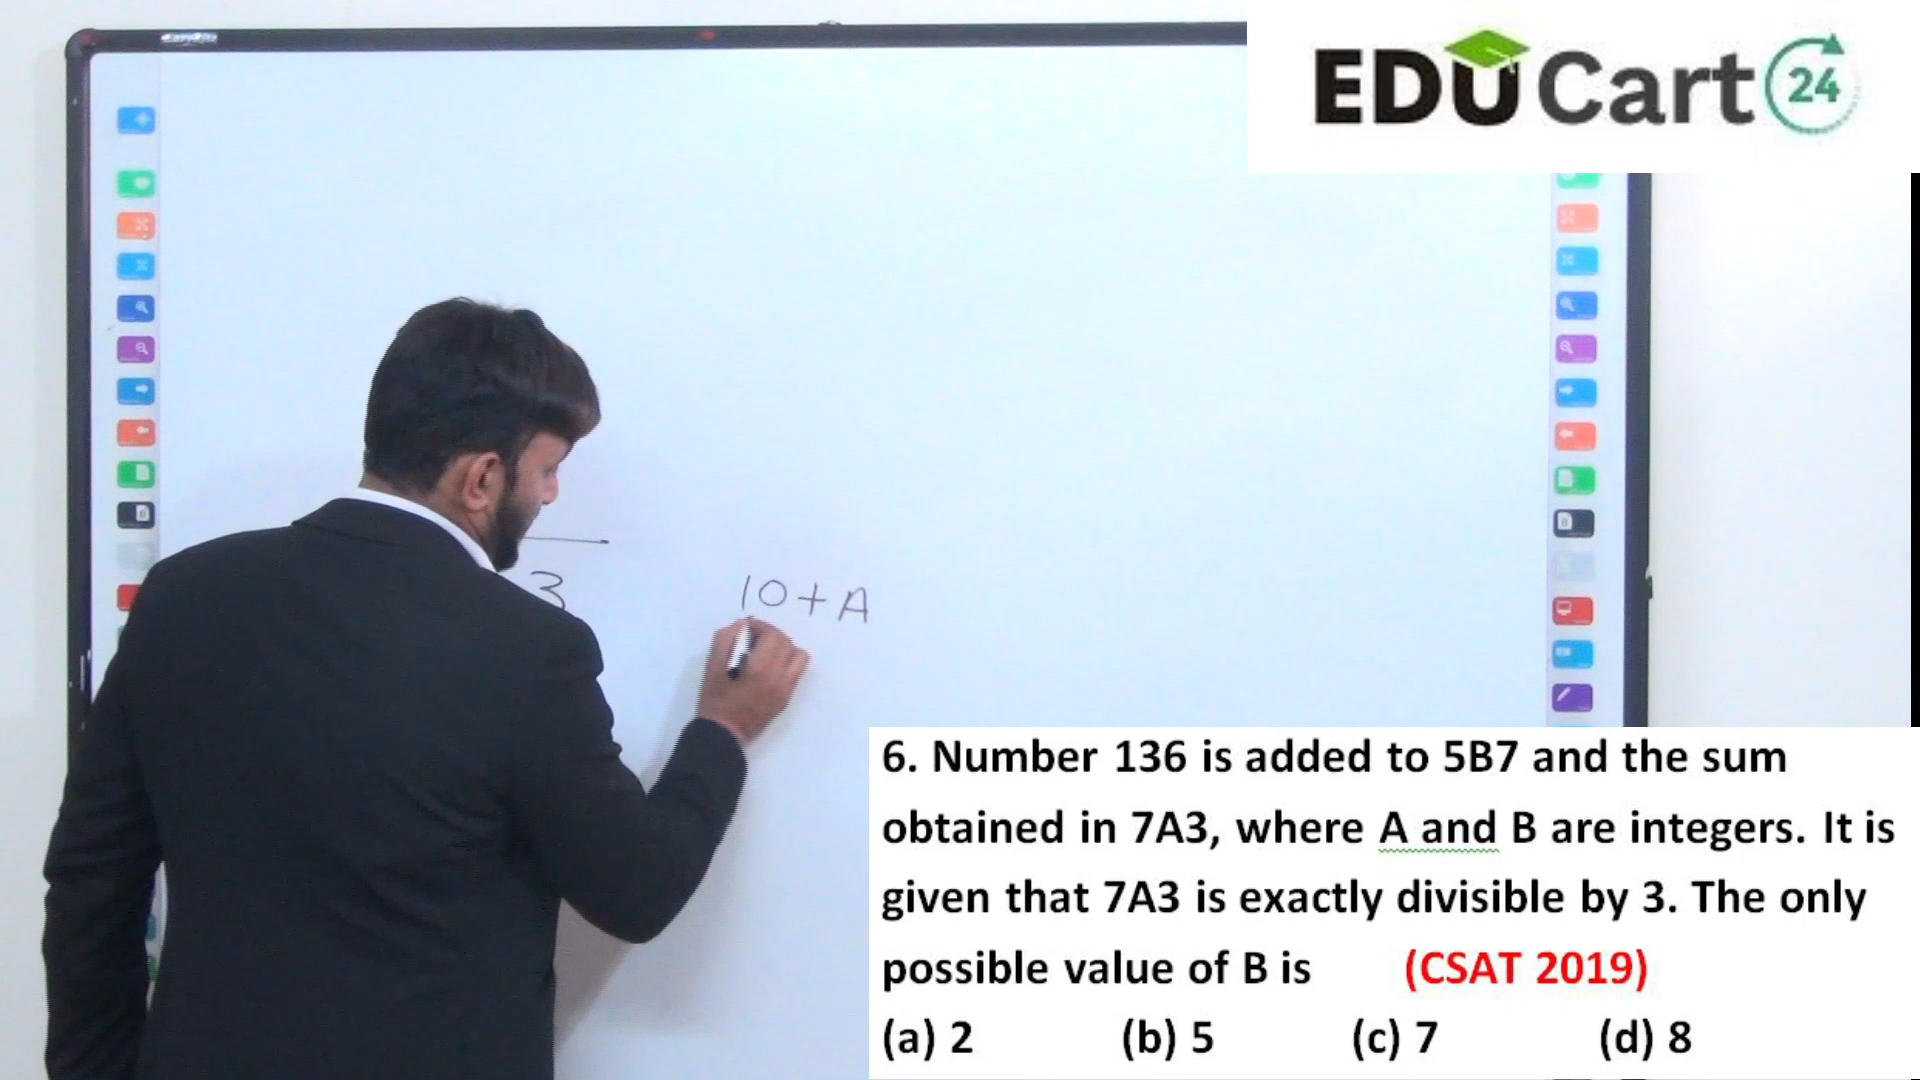 EDUCart 24
3
10+A
6. Number 136 is added to 5B7 and the sum
obtained in 7A3, where A and B are integers. It is
given that 7A3 is exactly divisible by 3. The only
possible value of B is (CSAT 2019)
(a) 2 (b) 5 (c) 7 (d) 8